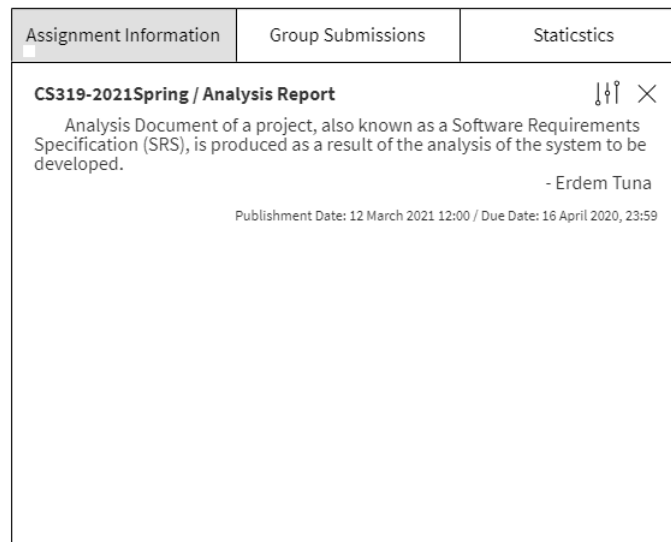 Assignment Information
Group Submissions
Staticstics
CS319-2021Spring / Analysis Report
Analysis Document of a project, also known as a Software Requirements
Specification (SRS), is produced as a result of the analysis of the system to be
developed.
- Erdem Tuna
Publishment Date: 12 March 2021 12:00 / Due Date: 16 April 2020, 23:59